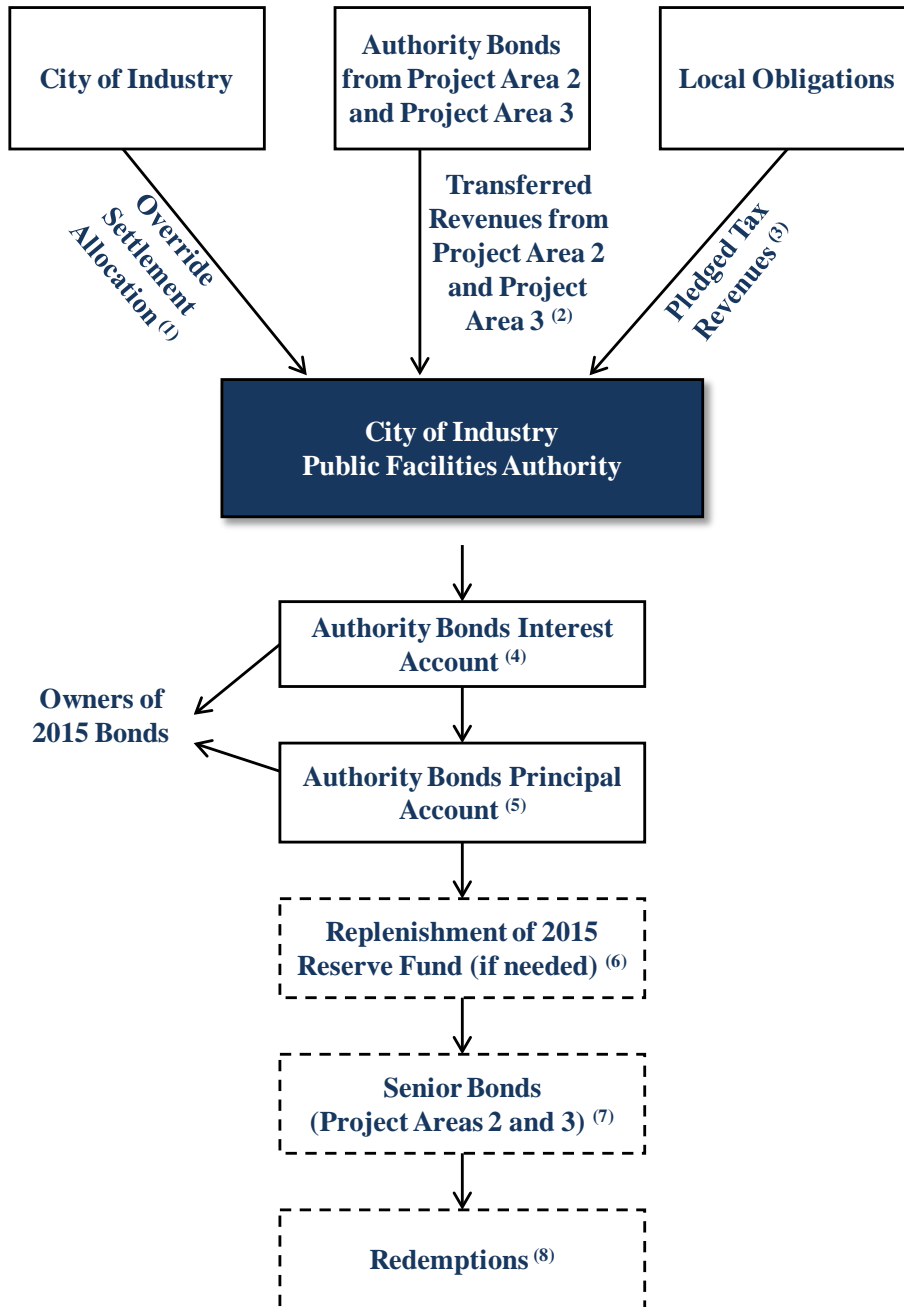 City of Industry
Authority Bonds
from Project Area 2
and Project Area 3
Local Obligations
Override
Settlement
Allocation (1)
Transferred
Revenues from
Project Area 2
and Project
Area 3 (2)
Pledged Tax
Revenues (3)
City of Industry
Public Facilities Authority
Authority Bonds Interest
Account (4)
Owners of
2015 Bonds
Authority Bonds Principal
Account (5)
Replenishment of 2015
Reserve Fund (if needed) (6)
Senior Bonds
(Project Areas 2 and 3) (7)
Redemptions (8)